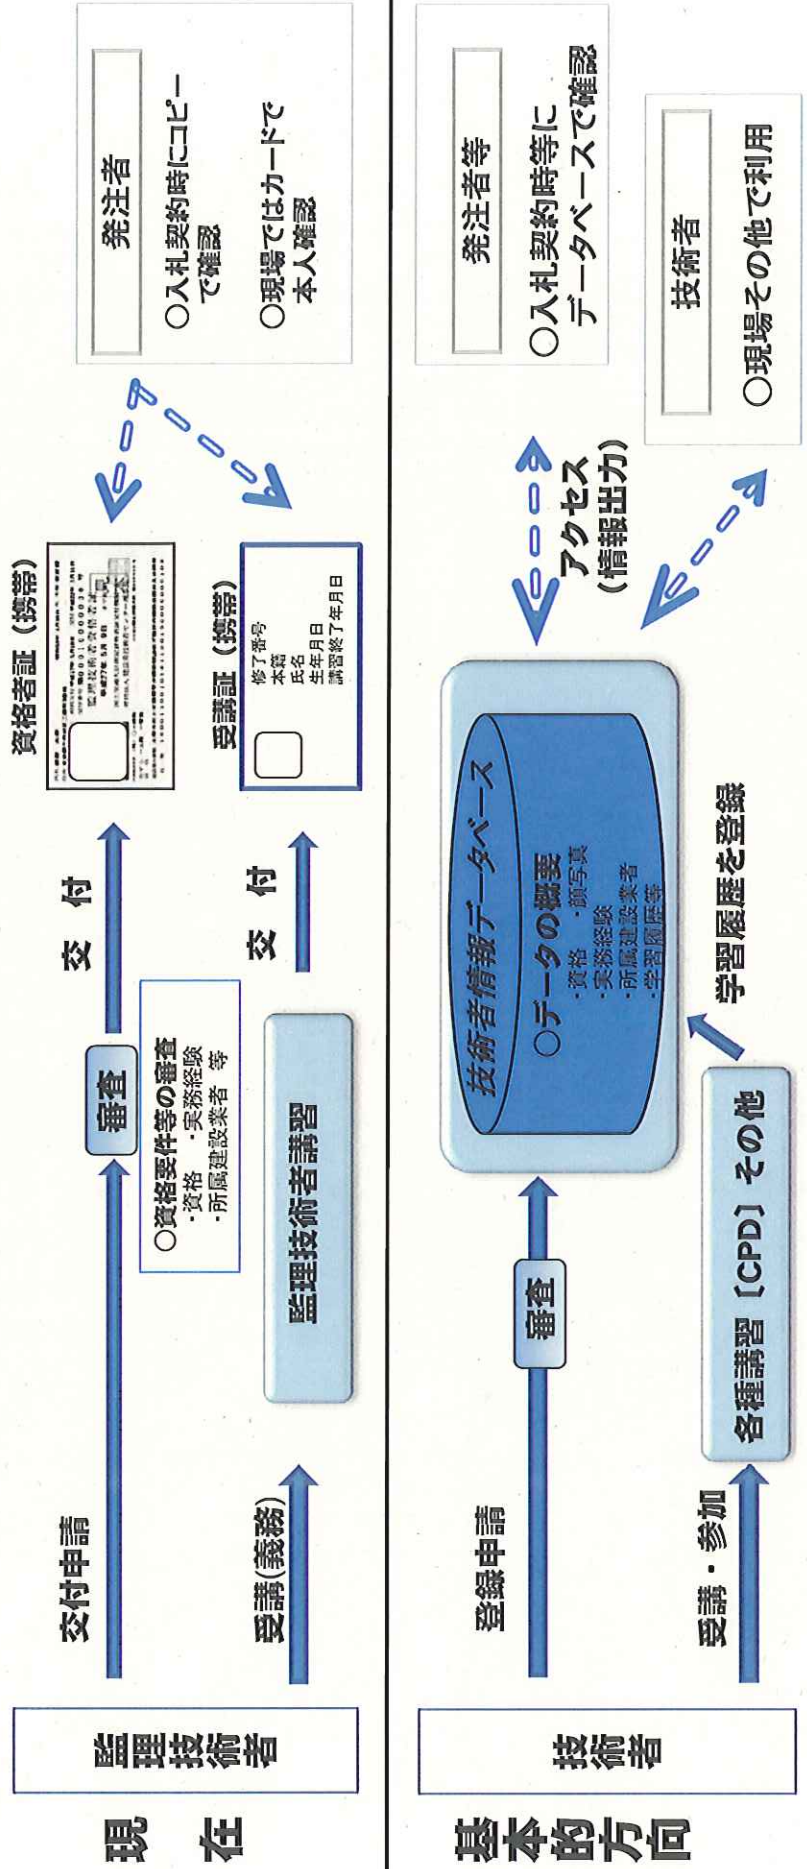 現在
監理技術者
交付申請
審査
○資格要件等の審査
・資格 ・実務経験
・所属建設業者 等
交 付
資格者証（携帯）
監理技術者資格者証
受講(義務)
監理技術者講習
交 付
受講証（携帯）
修了番号
本籍
氏名
生年月日
講習終了年月日
発注者
○入札契約時にコピー
で確認
○現場ではカードで
本人確認
基本的方向
技術者
登録申請
審査
技術者情報データベース
○データの概要
・資格 ・顔写真
・実務経験
・所属建設業者
・学習履歴等
受講・参加
各種講習［CPD］その他
学習履歴を登録
アクセス
（情報出力）
発注者等
○入札契約時等に
データベースで確認
技術者
○現場その他で利用